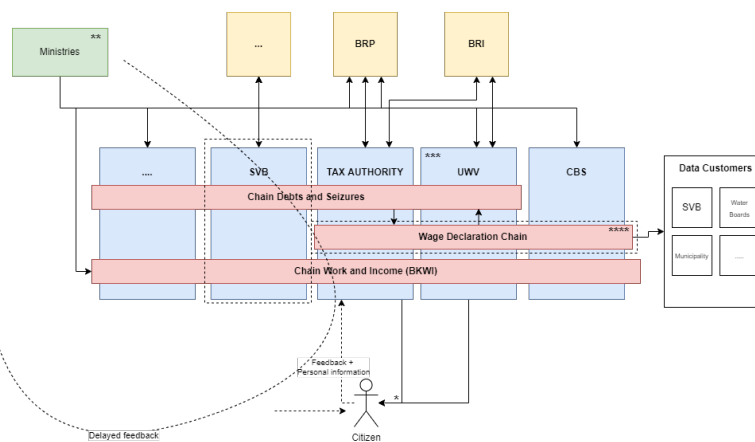 **
Ministries
...
BRP
BRI
....
SVB
TAX AUTHORITY
***
UWV
CBS
Chain Debts and Seizures
****
Wage Declaration Chain
Chain Work and Income (BKWI)
Data Customers
SVB
Water
Boards
Municipality
.....
Feedback +
Personal information
*
Citizen
Delayed feedback